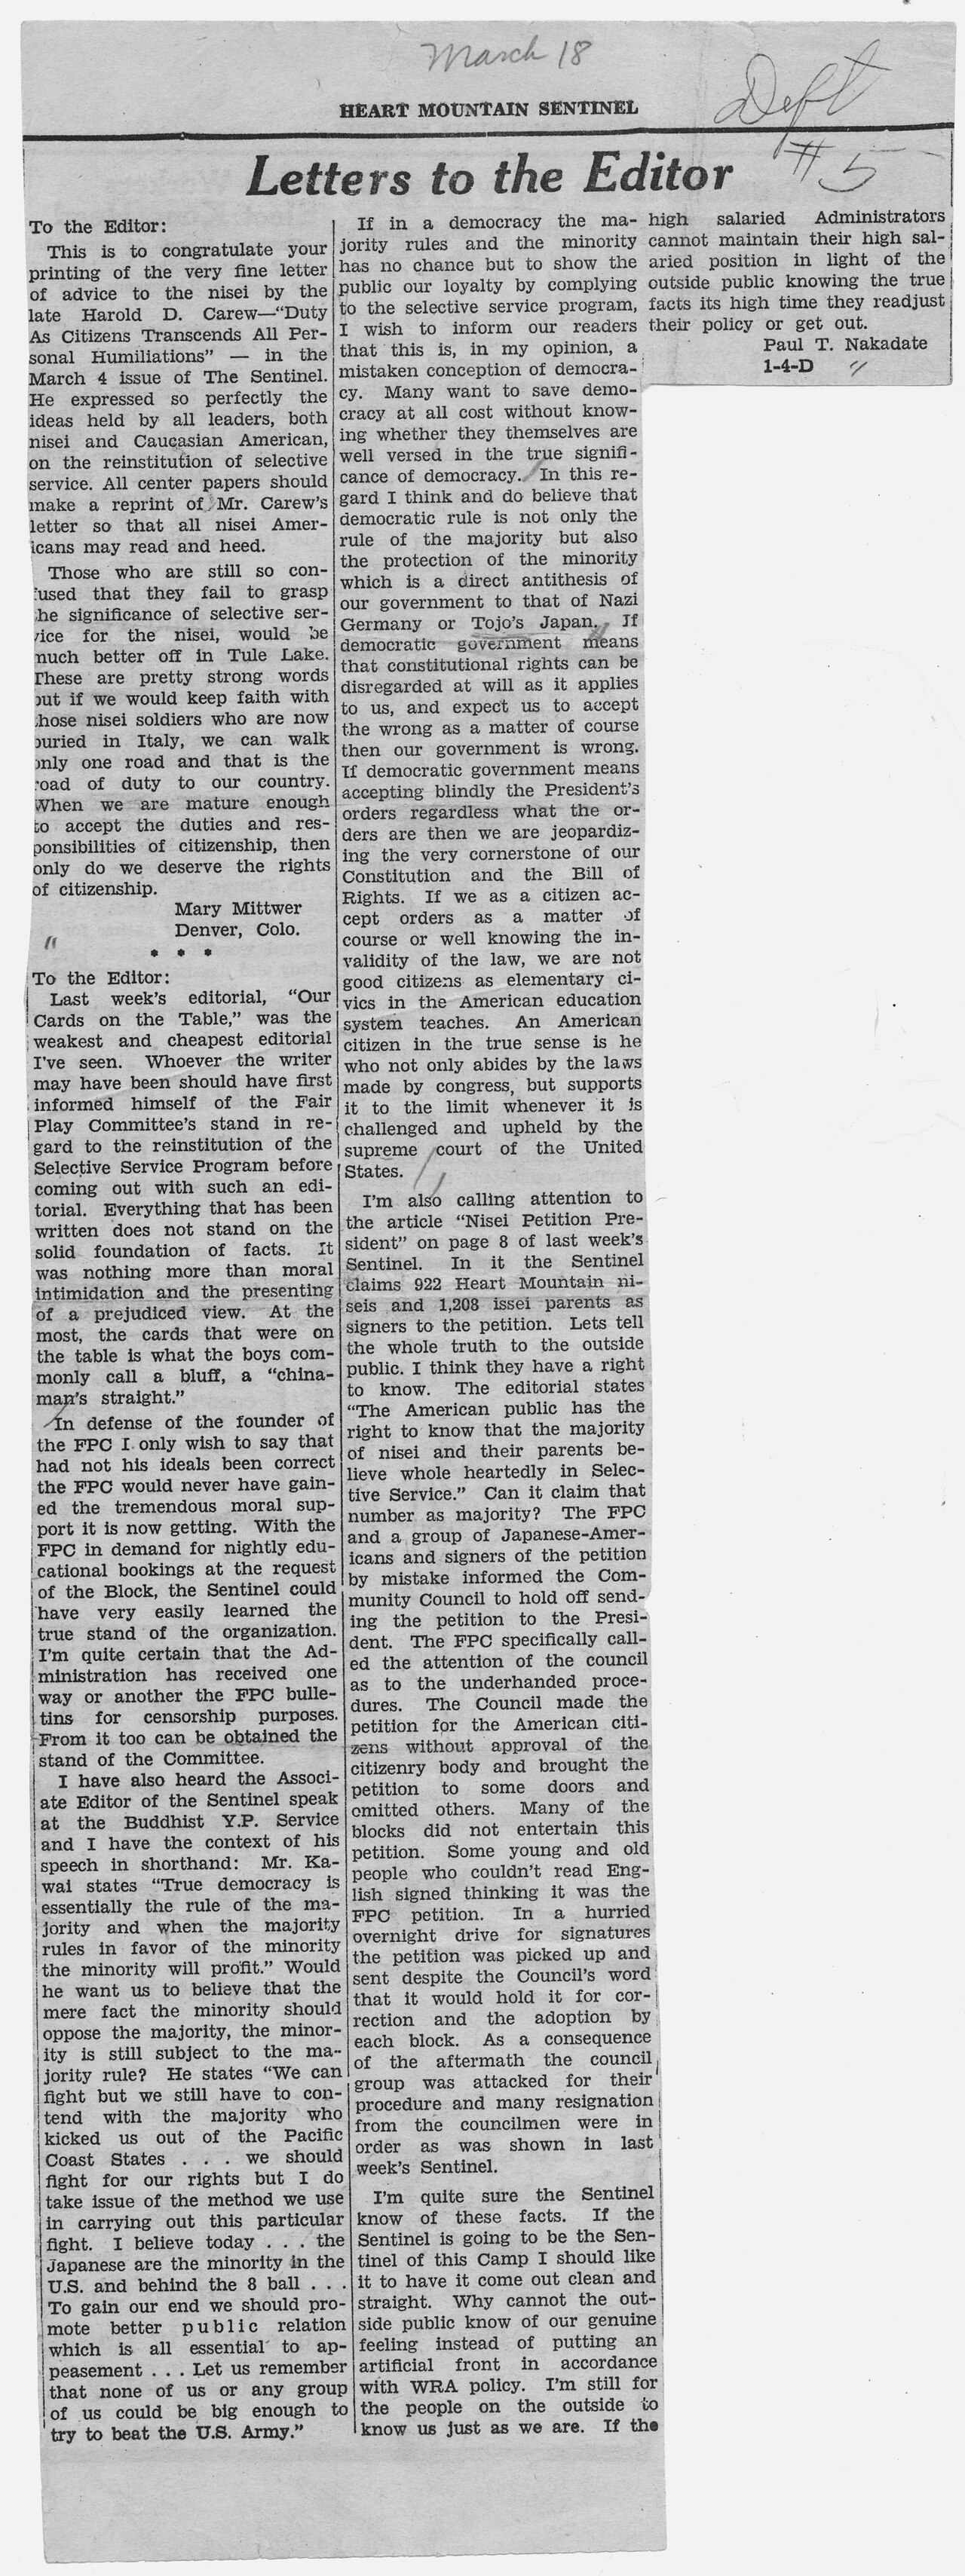 March 18
HEART MOUNTAIN SENTINEL
Deft
#5
Letters to the Editor
To the Editor:
This is to congratulate your
printing of the very fine letter
of advice to the nisei by the
late Harold D. Carew—“Duty
As Citizens Transcends All Per-
sonal Humiliations” — in the
March 4 issue of The Sentinel.
He expressed so perfectly the
ideas held by all leaders, both
nisei and Caucasian American,
on the reinstitution of selective
service. All center papers should
make a reprint of Mr. Carew's
letter so that all nisei Amer-
icans may read and heed.
Those who are still so con-
fused that they fail to grasp
he significance of selective ser-
vice for the nisei, would be
much better off in Tule Lake.
These are pretty strong words
but if we would keep faith with
hose nisei soldiers who are now
buried in Italy, we can walk
only one road and that is the
road of duty to our country.
When we are mature enough
to accept the duties and res-
ponsibilities of citizenship, then
only do we deserve the rights
of citizenship.
Mary Mittwer
Denver, Colo.
* * *
To the Editor:
Last week's editorial, “Our
Cards on the Table,” was the
weakest and cheapest editorial
I've seen. Whoever the writer
may have been should have first
informed himself of the Fair
Play Committee's stand in re-
gard to the reinstitution of the
Selective Service Program before
coming out with such an edi-
torial. Everything that has been
written does not stand on the
solid foundation of facts. It
was nothing more than moral
intimidation and the presenting
of a prejudiced view. At the
most, the cards that were on
the table is what the boys com-
monly call a bluff, a “china-
man's straight.”
In defense of the founder of
the FPC I only wish to say that
had not his ideals been correct
the FPC would never have gain-
ed the tremendous moral sup-
port it is now getting. With the
FPC in demand for nightly edu-
cational bookings at the request
of the Block, the Sentinel could
have very easily learned the
true stand of the organization.
I'm quite certain that the Ad-
ministration has received one
way or another the FPC bulle-
tins for censorship purposes.
From it too can be obtained the
stand of the Committee.
I have also heard the Associ-
ate Editor of the Sentinel speak
at the Buddhist Y.P. Service
and I have the context of his
speech in shorthand: Mr. Ka-
wai states “True democracy is
essentially the rule of the ma-
jority and when the majority
rules in favor of the minority
the minority will profit.” Would
he want us to believe that the
mere fact the minority should
oppose the majority, the minor-
ity is still subject to the ma-
jority rule? He states “We can
fight but we still have to con-
tend with the majority who
kicked us out of the Pacific
Coast States . . . we should
fight for our rights but I do
take issue of the method we use
in carrying out this particular
fight. I believe today . . . the
Japanese are the minority in the
U.S. and behind the 8 ball . . .
To gain our end we should pro-
mote better public relation
which is all essential to ap-
peasement . . . Let us remember
that none of us or any group
of us could be big enough to
try to beat the U.S. Army.”
If in a democracy the ma-
jority rules and the minority
has no chance but to show the
public our loyalty by complying
to the selective service program,
I wish to inform our readers
that this is, in my opinion, a
mistaken conception of democra-
cy. Many want to save demo-
cracy at all cost without know-
ing whether they themselves are
well versed in the true signifi-
cance of democracy. In this re-
gard I think and do believe that
democratic rule is not only the
rule of the majority but also
the protection of the minority
which is a direct antithesis of
our government to that of Nazi
Germany or Tojo's Japan. If
democratic government means
that constitutional rights can be
disregarded at will as it applies
to us, and expect us to accept
the wrong as a matter of course
then our government is wrong.
If democratic government means
accepting blindly the President's
orders regardless what the or-
ders are then we are jeopardiz-
ing the very cornerstone of our
Constitution and the Bill of
Rights. If we as a citizen ac-
cept orders as a matter of
course or well knowing the in-
validity of the law, we are not
good citizens as elementary ci-
vics in the American education
system teaches. An American
citizen in the true sense is he
who not only abides by the laws
made by congress, but supports
it to the limit whenever it is
challenged and upheld by the
supreme court of the United
States.
I'm also calling attention to
the article “Nisei Petition Pre-
sident” on page 8 of last week's
Sentinel. In it the Sentinel
claims 922 Heart Mountain ni-
seis and 1,208 issei parents as
signers to the petition. Lets tell
the whole truth to the outside
public. I think they have a right
to know. The editorial states
“The American public has the
right to know that the majority
of nisei and their parents be-
lieve whole heartedly in Selec-
tive Service.” Can it claim that
number as majority? The FPC
and a group of Japanese-Amer-
icans and signers of the petition
by mistake informed the Com-
munity Council to hold off send-
ing the petition to the Presi-
dent. The FPC specifically call-
ed the attention of the council
as to the underhanded proce-
dures. The Council made the
petition for the American citi-
zens without approval of the
citizenry body and brought the
petition to some doors and
omitted others. Many of the
blocks did not entertain this
petition. Some young and old
people who couldn't read Eng-
lish signed thinking it was the
FPC petition. In a hurried
overnight drive for signatures
the petition was picked up and
sent despite the Council's word
that it would hold it for cor-
rection and the adoption by
each block. As a consequence
of the aftermath the council
group was attacked for their
procedure and many resignation
from the councilmen were in
order as was shown in last
week's Sentinel.
I'm quite sure the Sentinel
know of these facts. If the
Sentinel is going to be the Sen-
tinel of this Camp I should like
it to have it come out clean and
straight. Why cannot the out-
side public know of our genuine
feeling instead of putting an
artificial front in accordance
with WRA policy. I'm still for
the people on the outside to
know us just as we are. If the
high salaried Administrators
cannot maintain their high sal-
aried position in light of the
outside public knowing the true
facts its high time they readjust
their policy or get out.
Paul T. Nakadate
1-4-D